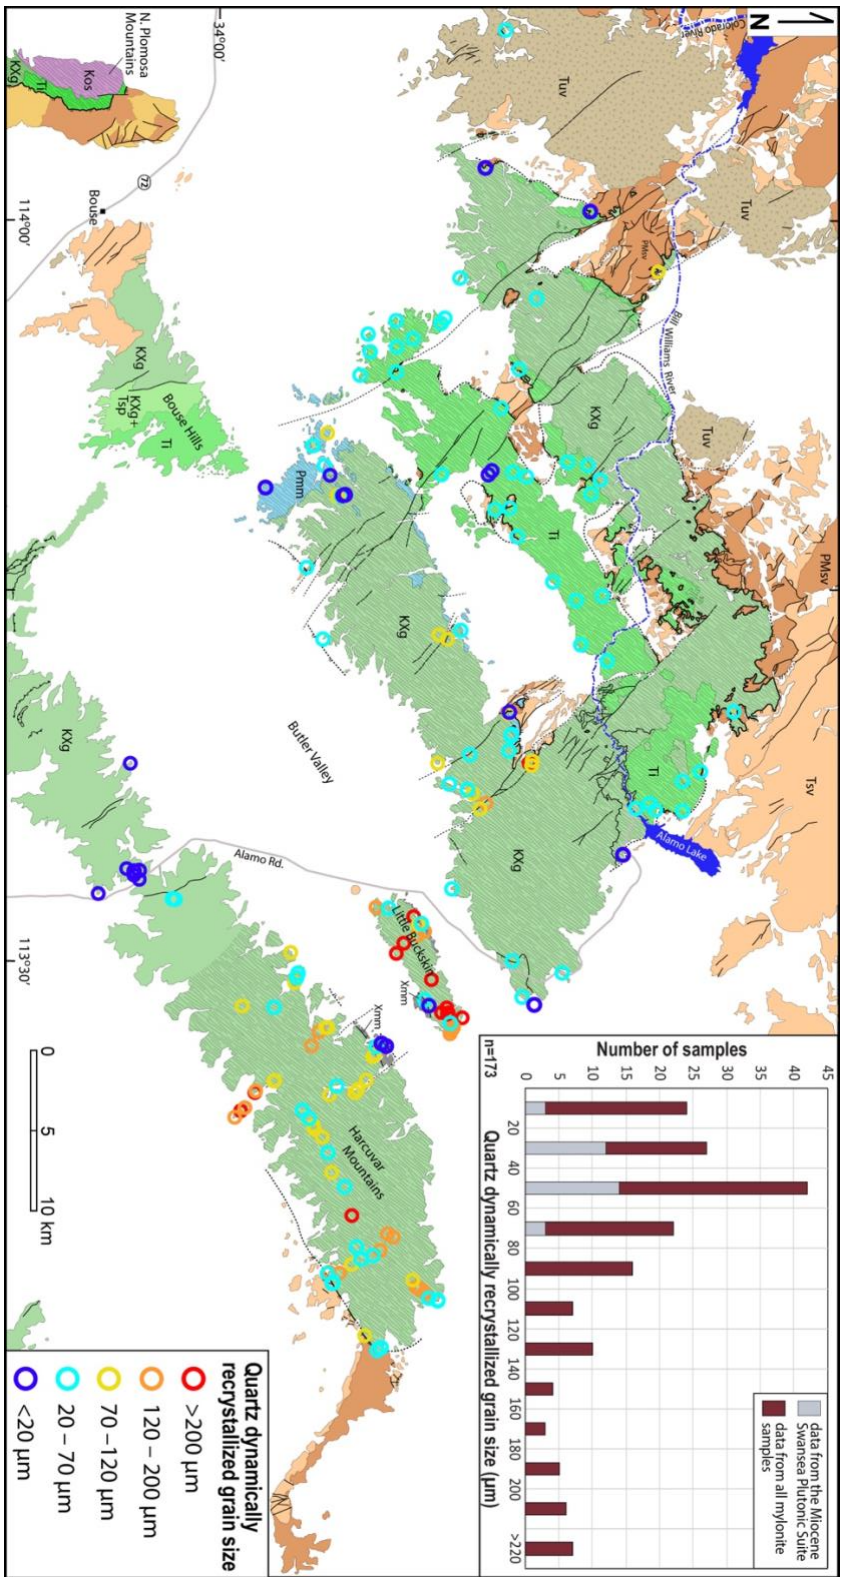 N
Colorado River
34°00'
N. Plomosa
Mountains
Kos
Ti
KXg
Tuv
Tuv
PMsv
72
Bouse
114°00'
Bill Williams River
KXg
Tuv
PMsv
KXg
KXg+
Tsp
Bouse Hills
Ti
Pmm
Ti
KXg
Tsv
Ti
Alamo Lake
KXg
Butler Valley
KXg
Alamo Rd.
Little Buckskin
Xmm
113°30'
Xmm
Harcuvar
Mountains
0
5
10 km
Number of samples
45
40
35
30
25
20
15
10
5
0
20
40
60
80
100
120
140
160
180
200
>220
Quartz dynamically recrystallized grain size (µm)
n=173
data from the Miocene
Swansea Plutonic Suite
data from all mylonite
samples
Quartz dynamically
recrystallized grain size
>200 µm
120 – 200 µm
70 – 120 µm
20 – 70 µm
<20 µm